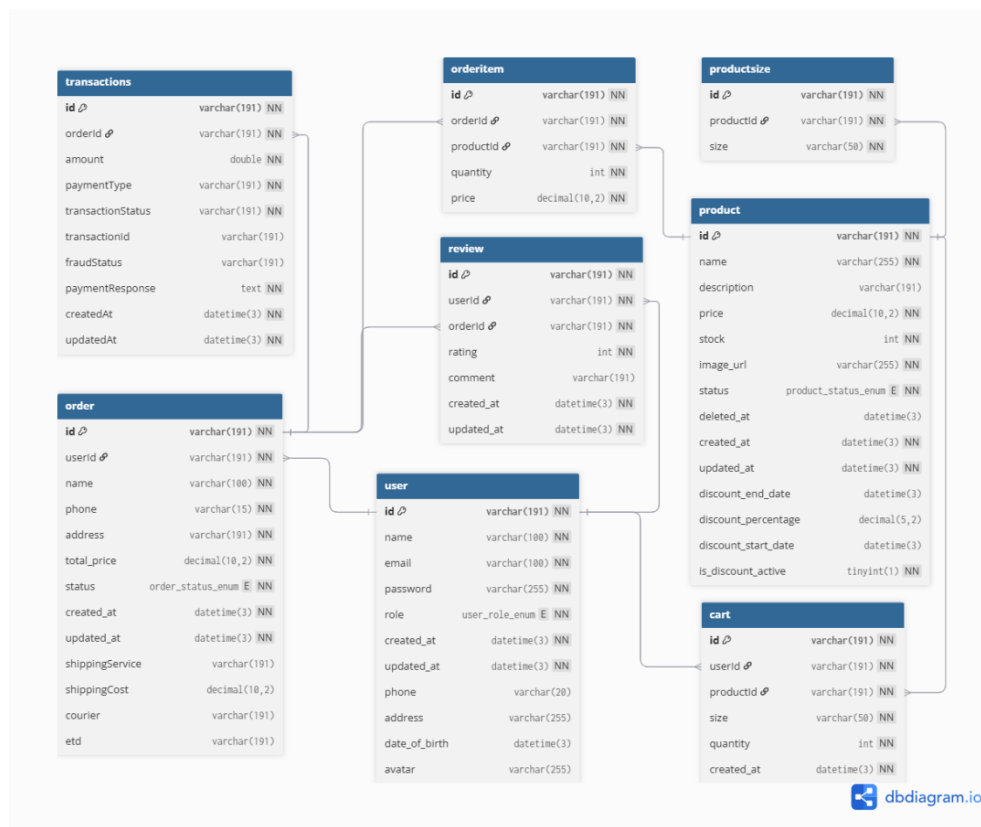 transactions
id varchar(191) NN
orderId varchar(191) NN
amount double NN
paymentType varchar(191) NN
transactionStatus varchar(191) NN
transactionId varchar(191)
fraudStatus varchar(191)
paymentResponse text NN
createdAt datetime(3) NN
updatedAt datetime(3) NN
orderitem
id varchar(191) NN
orderId varchar(191) NN
productId varchar(191) NN
quantity int NN
price decimal(10,2) NN
productsize
id varchar(191) NN
productId varchar(191) NN
size varchar(50) NN
review
id varchar(191) NN
userId varchar(191) NN
orderId varchar(191) NN
rating int NN
comment varchar(191)
created_at datetime(3) NN
updated_at datetime(3) NN
product
id varchar(191) NN
name varchar(255) NN
description varchar(191)
price decimal(10,2) NN
stock int NN
image_url varchar(255) NN
status product_status_enum E NN
deleted_at datetime(3)
created_at datetime(3) NN
updated_at datetime(3) NN
discount_end_date datetime(3)
discount_percentage decimal(5,2)
discount_start_date datetime(3)
is_discount_active tinyint(1) NN
order
id varchar(191) NN
userId varchar(191) NN
name varchar(100) NN
phone varchar(15) NN
address varchar(191) NN
total_price decimal(10,2) NN
status order_status_enum E NN
created_at datetime(3) NN
updated_at datetime(3) NN
shippingService varchar(191)
shippingCost decimal(10,2)
courier varchar(191)
etd varchar(191)
user
id varchar(191) NN
name varchar(100) NN
email varchar(100) NN
password varchar(255) NN
role user_role_enum E NN
created_at datetime(3) NN
updated_at datetime(3) NN
phone varchar(20)
address varchar(255)
date_of_birth datetime(3)
avatar varchar(255)
cart
id varchar(191) NN
userId varchar(191) NN
productId varchar(191) NN
size varchar(50) NN
quantity int NN
created_at datetime(3) NN
dbdiagram.io